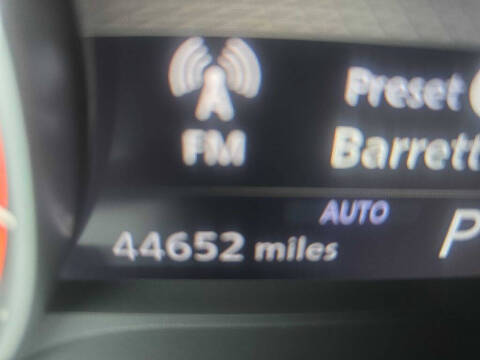 Preset
FM
Barrett
AUTO
44652 miles
P